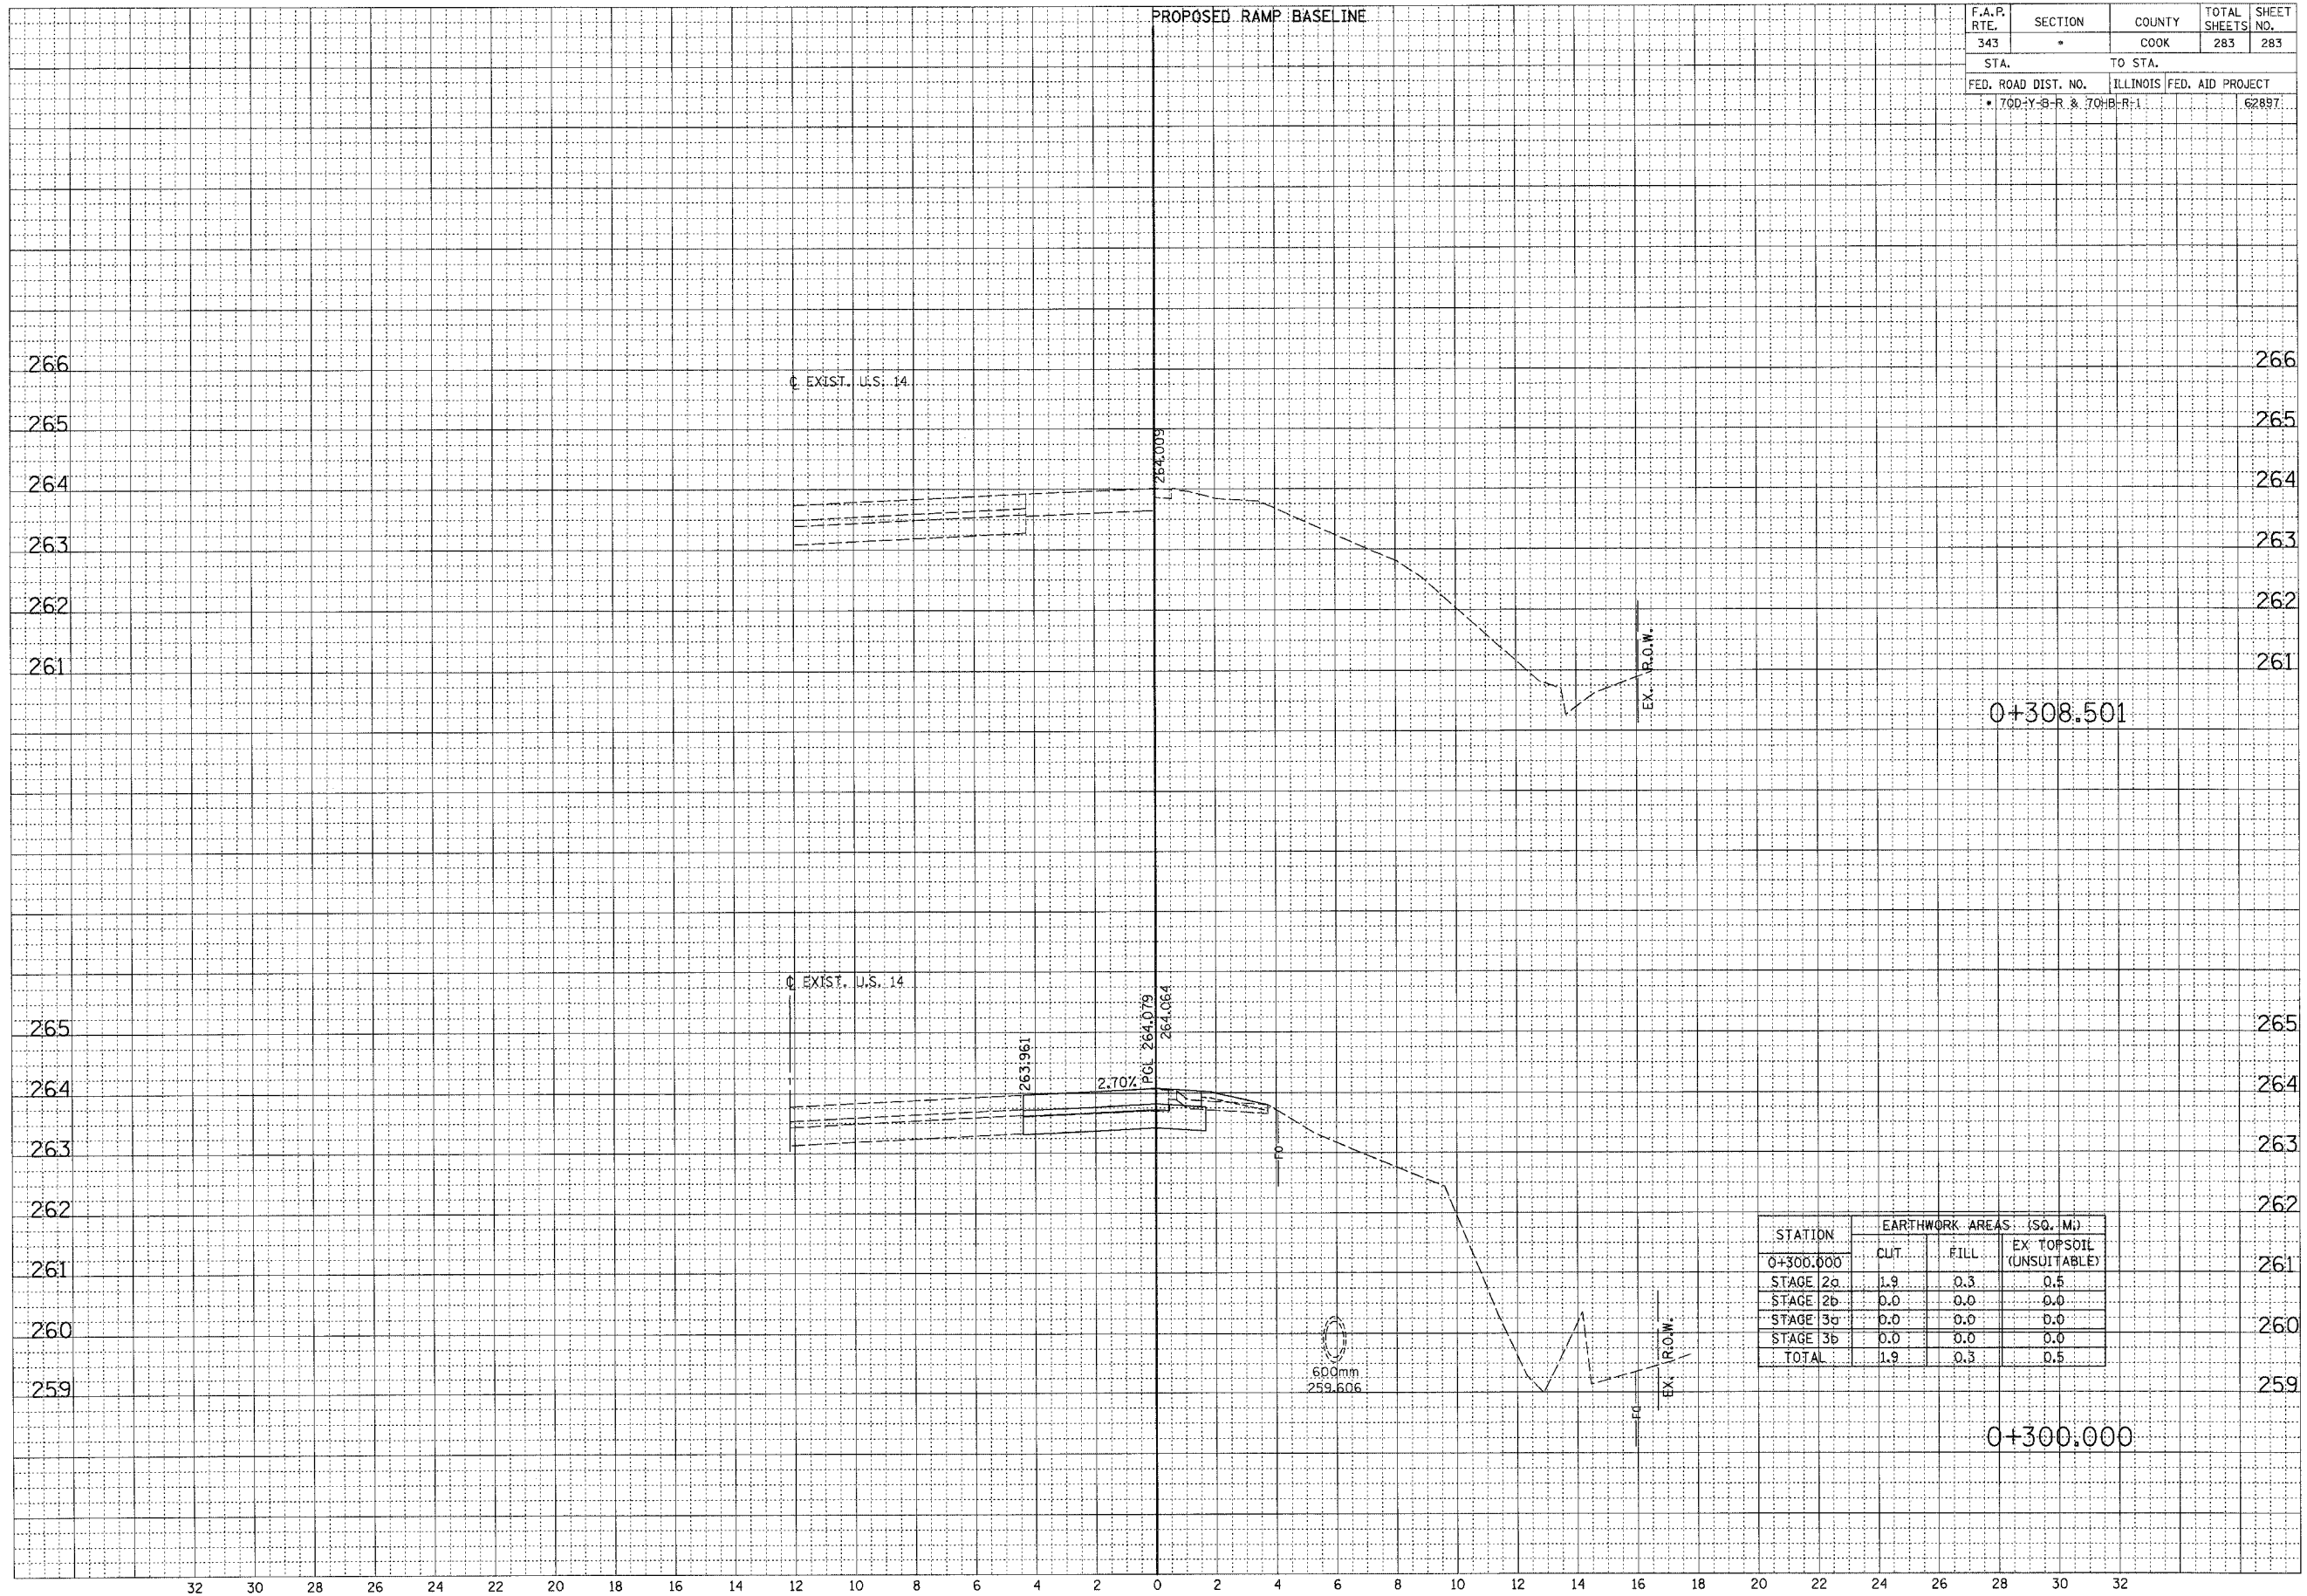 PROPOSED RAMP BASELINE
F.A.P. RTE. SECTION COUNTY TOTAL SHEETS SHEET NO.
343 * COOK 283 283
STA. TO STA.
FED. ROAD DIST. NO. ILLINOIS FED. AID PROJECT
* 70D-Y-B-R & 70HB-R-1 62897
266 266
℄ EXIST. U.S. 14
265 265
264.009
264 264
263 263
262 262
EX. R.O.W.
261 261
0+308.501
℄ EXIST. U.S. 14
PGL 264.079
264.064
265 265
263.961
2.70%
264 264
FO
263 263
262 262
STATION EARTHWORK AREAS (SQ. M.)
0+300.000 CUT FILL EX TOPSOIL (UNSUITABLE)
STAGE 2a 1.9 0.3 0.5
STAGE 2b 0.0 0.0 0.0
STAGE 3a 0.0 0.0 0.0
STAGE 3b 0.0 0.0 0.0
TOTAL 1.9 0.3 0.5
261 261
260 260
EX. R.O.W.
600mm
259.606
259 259
FO
0+300.000
32 30 28 26 24 22 20 18 16 14 12 10 8 6 4 2 0 2 4 6 8 10 12 14 16 18 20 22 24 26 28 30 32